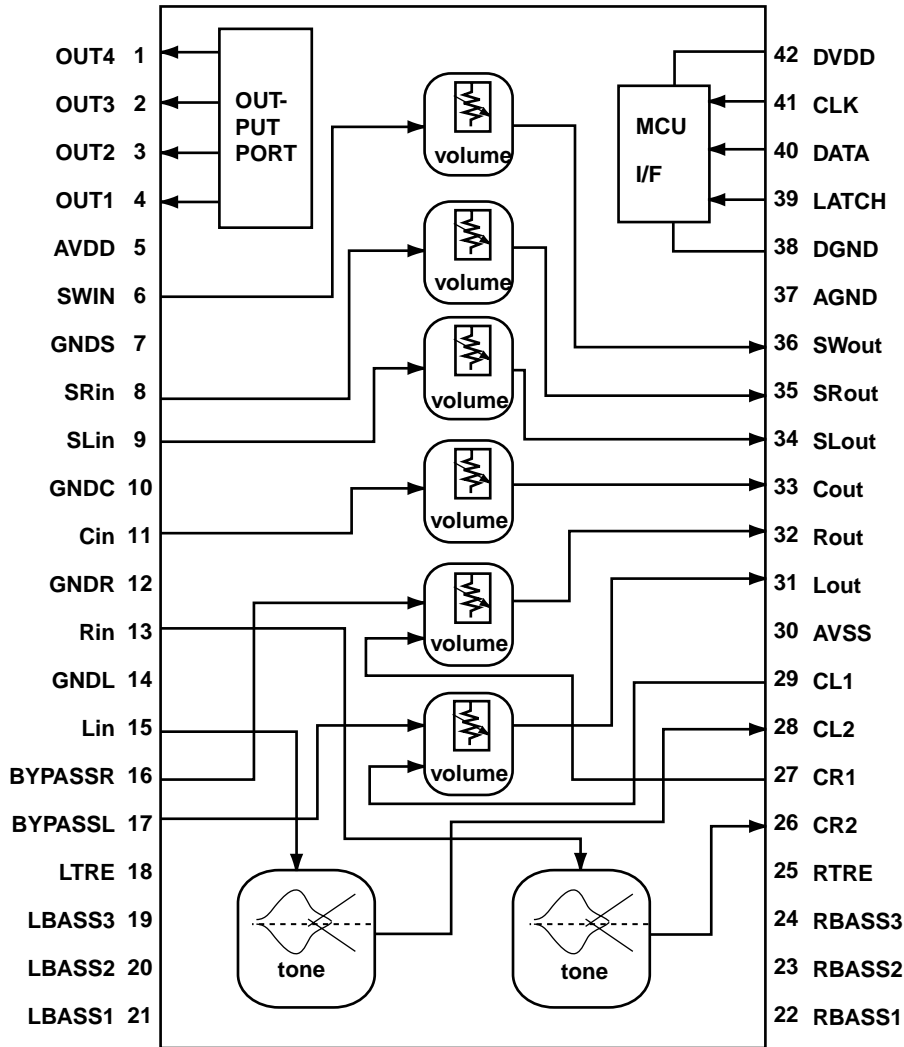 OUT4 1
OUT3 2
OUT2 3
OUT1 4
AVDD 5
SWIN 6
GNDS 7
SRin 8
SLin 9
GNDC 10
Cin 11
GNDR 12
Rin 13
GNDL 14
Lin 15
BYPASSR 16
BYPASSL 17
LTRE 18
LBASS3 19
LBASS2 20
LBASS1 21
OUT-
PUT
PORT
volume
volume
volume
volume
volume
volume
tone
tone
MCU
I/F
42 DVDD
41 CLK
40 DATA
39 LATCH
38 DGND
37 AGND
36 SWout
35 SRout
34 SLout
33 Cout
32 Rout
31 Lout
30 AVSS
29 CL1
28 CL2
27 CR1
26 CR2
25 RTRE
24 RBASS3
23 RBASS2
22 RBASS1